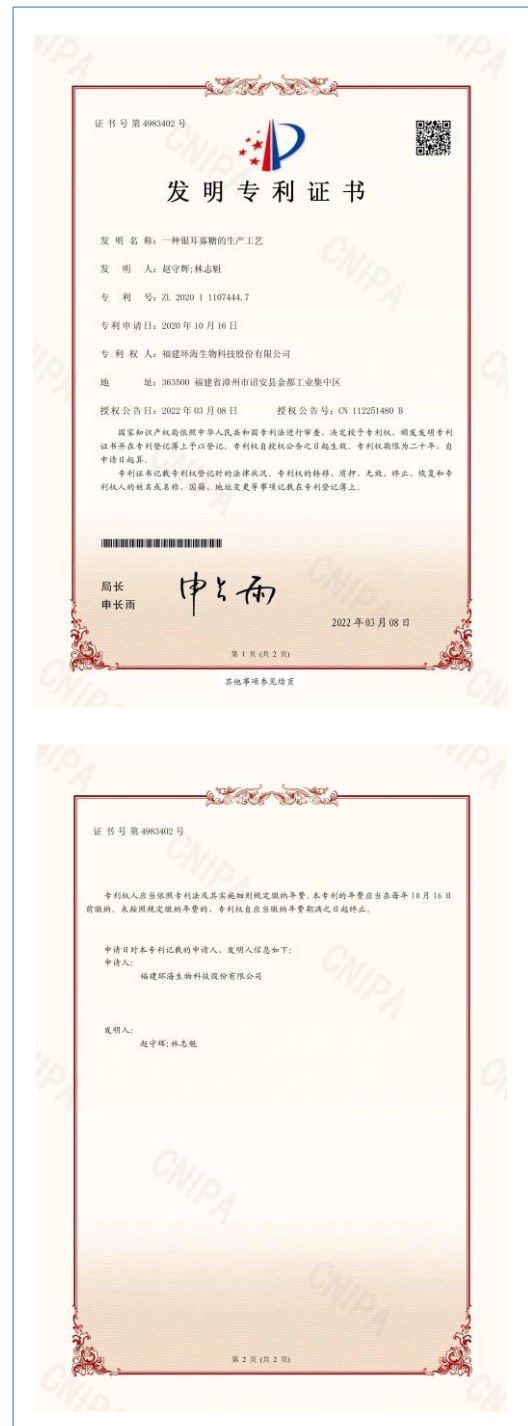 证书号第4983402号
发明专利证书
发明名称：一种银耳寡糖的生产工艺
发明人：赵守辉;林志魁
专利号：ZL 2020 1 1107444.7
专利申请日：2020年10月16日
专利权人：福建环海生物科技股份有限公司
地址：363500 福建省漳州市诏安县金都工业集中区
授权公告日：2022年03月08日 授权公告号：CN 112251480 B
国家知识产权局依照中华人民共和国专利法进行审查，决定授予专利权，颁发发明专利
证书并在专利登记簿上予以登记。专利权自授权公告之日起生效。专利权期限为二十年，自
申请日起算。
专利证书记载专利权登记时的法律状况。专利权的转移、质押、无效、终止、恢复和专
利权人的姓名或名称、国籍、地址变更等事项记载在专利登记簿上。
局长
申长雨
申长雨
2022年03月08日
第 1 页 (共 2 页)
其他事项参见续页
证书号第4983402号
专利权人应当依照专利法及其实施细则规定缴纳年费。本专利的年费应当在每年10月16日
前缴纳。未按照规定缴纳年费的，专利权自应当缴纳年费期满之日起终止。
申请日时本专利记载的申请人、发明人信息如下：
申请人：
福建环海生物科技股份有限公司
发明人：
赵守辉;林志魁
第 2 页 (共 2 页)
CNIPA